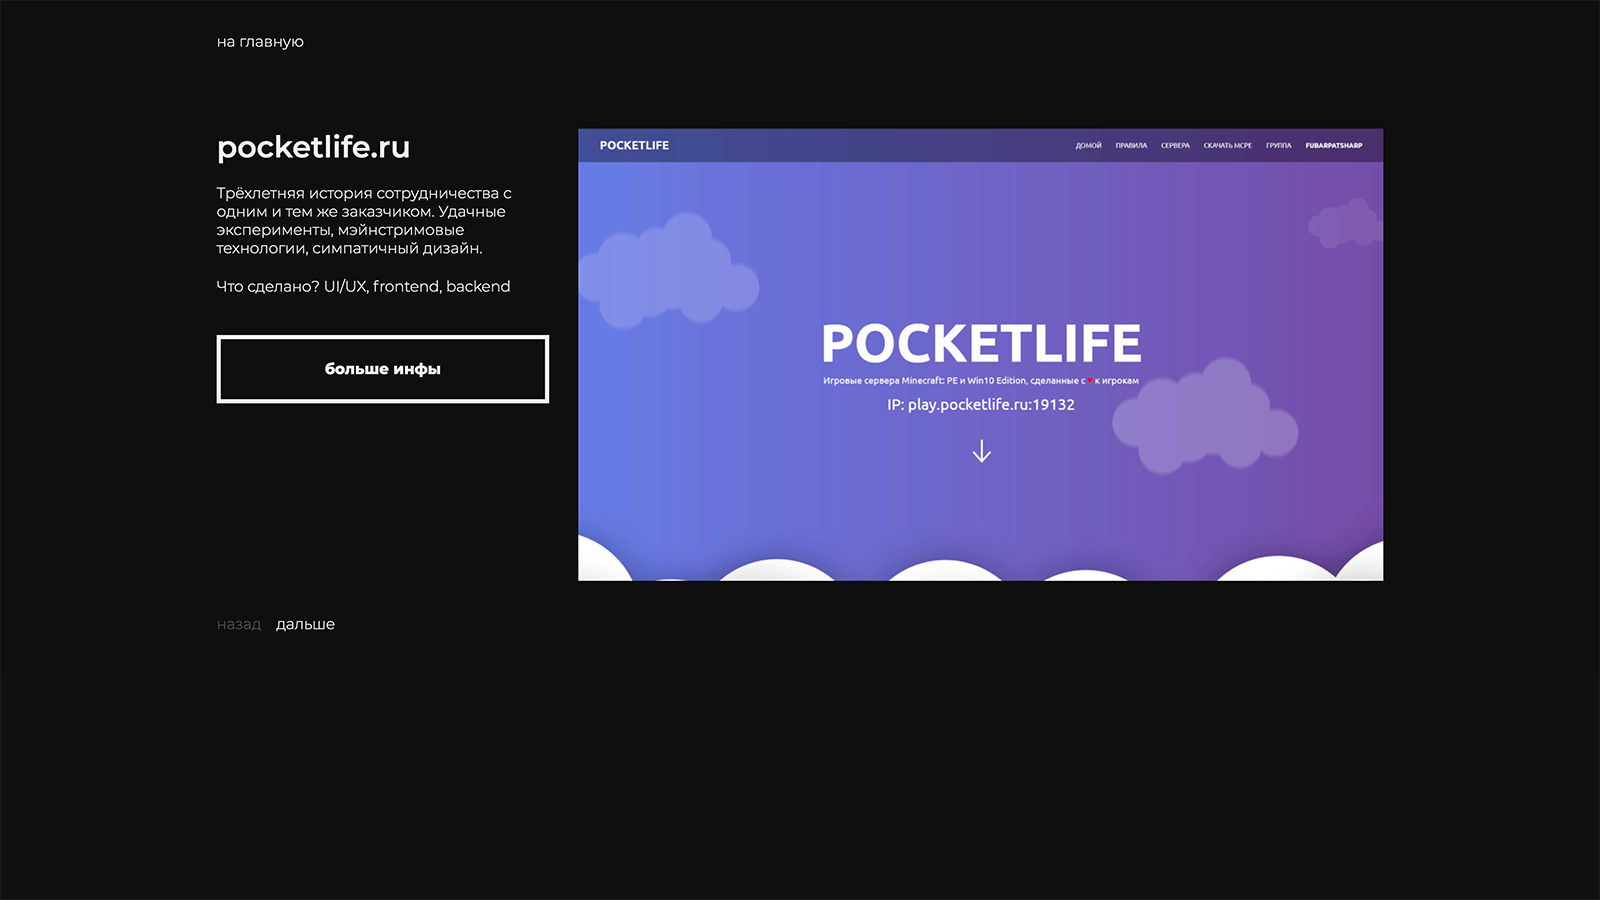 на главную
pocketlife.ru
Трёхлетняя история сотрудничества с
одним и тем же заказчиком. Удачные
эксперименты, мэйнстримовые
технологии, симпатичный дизайн.
Что сделано? UI/UX, frontend, backend
больше инфы
POCKETLIFE
ДОМОЙ ПРАВИЛА СЕРВЕРА СКАЧАТЬ MCPE ГРУППА FUBARPATSHARP
POCKETLIFE
Игровые сервера Minecraft: PE и Win10 Edition, сделанные с ♥ к игрокам
IP: play.pocketlife.ru:19132
назад дальше